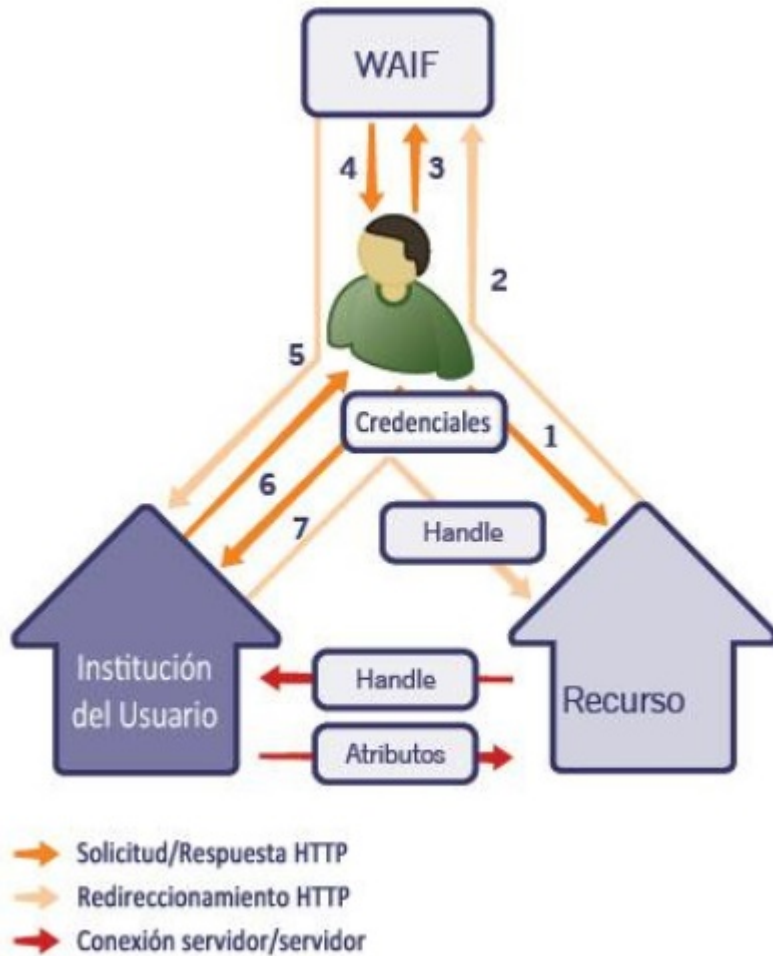 WAIF
4
3
2
5
Credenciales
1
6
7
Handle
Institución
del Usuario
Handle
Recurso
Atributos
Solicitud/Respuesta HTTP
Redireccionamiento HTTP
Conexión servidor/servidor